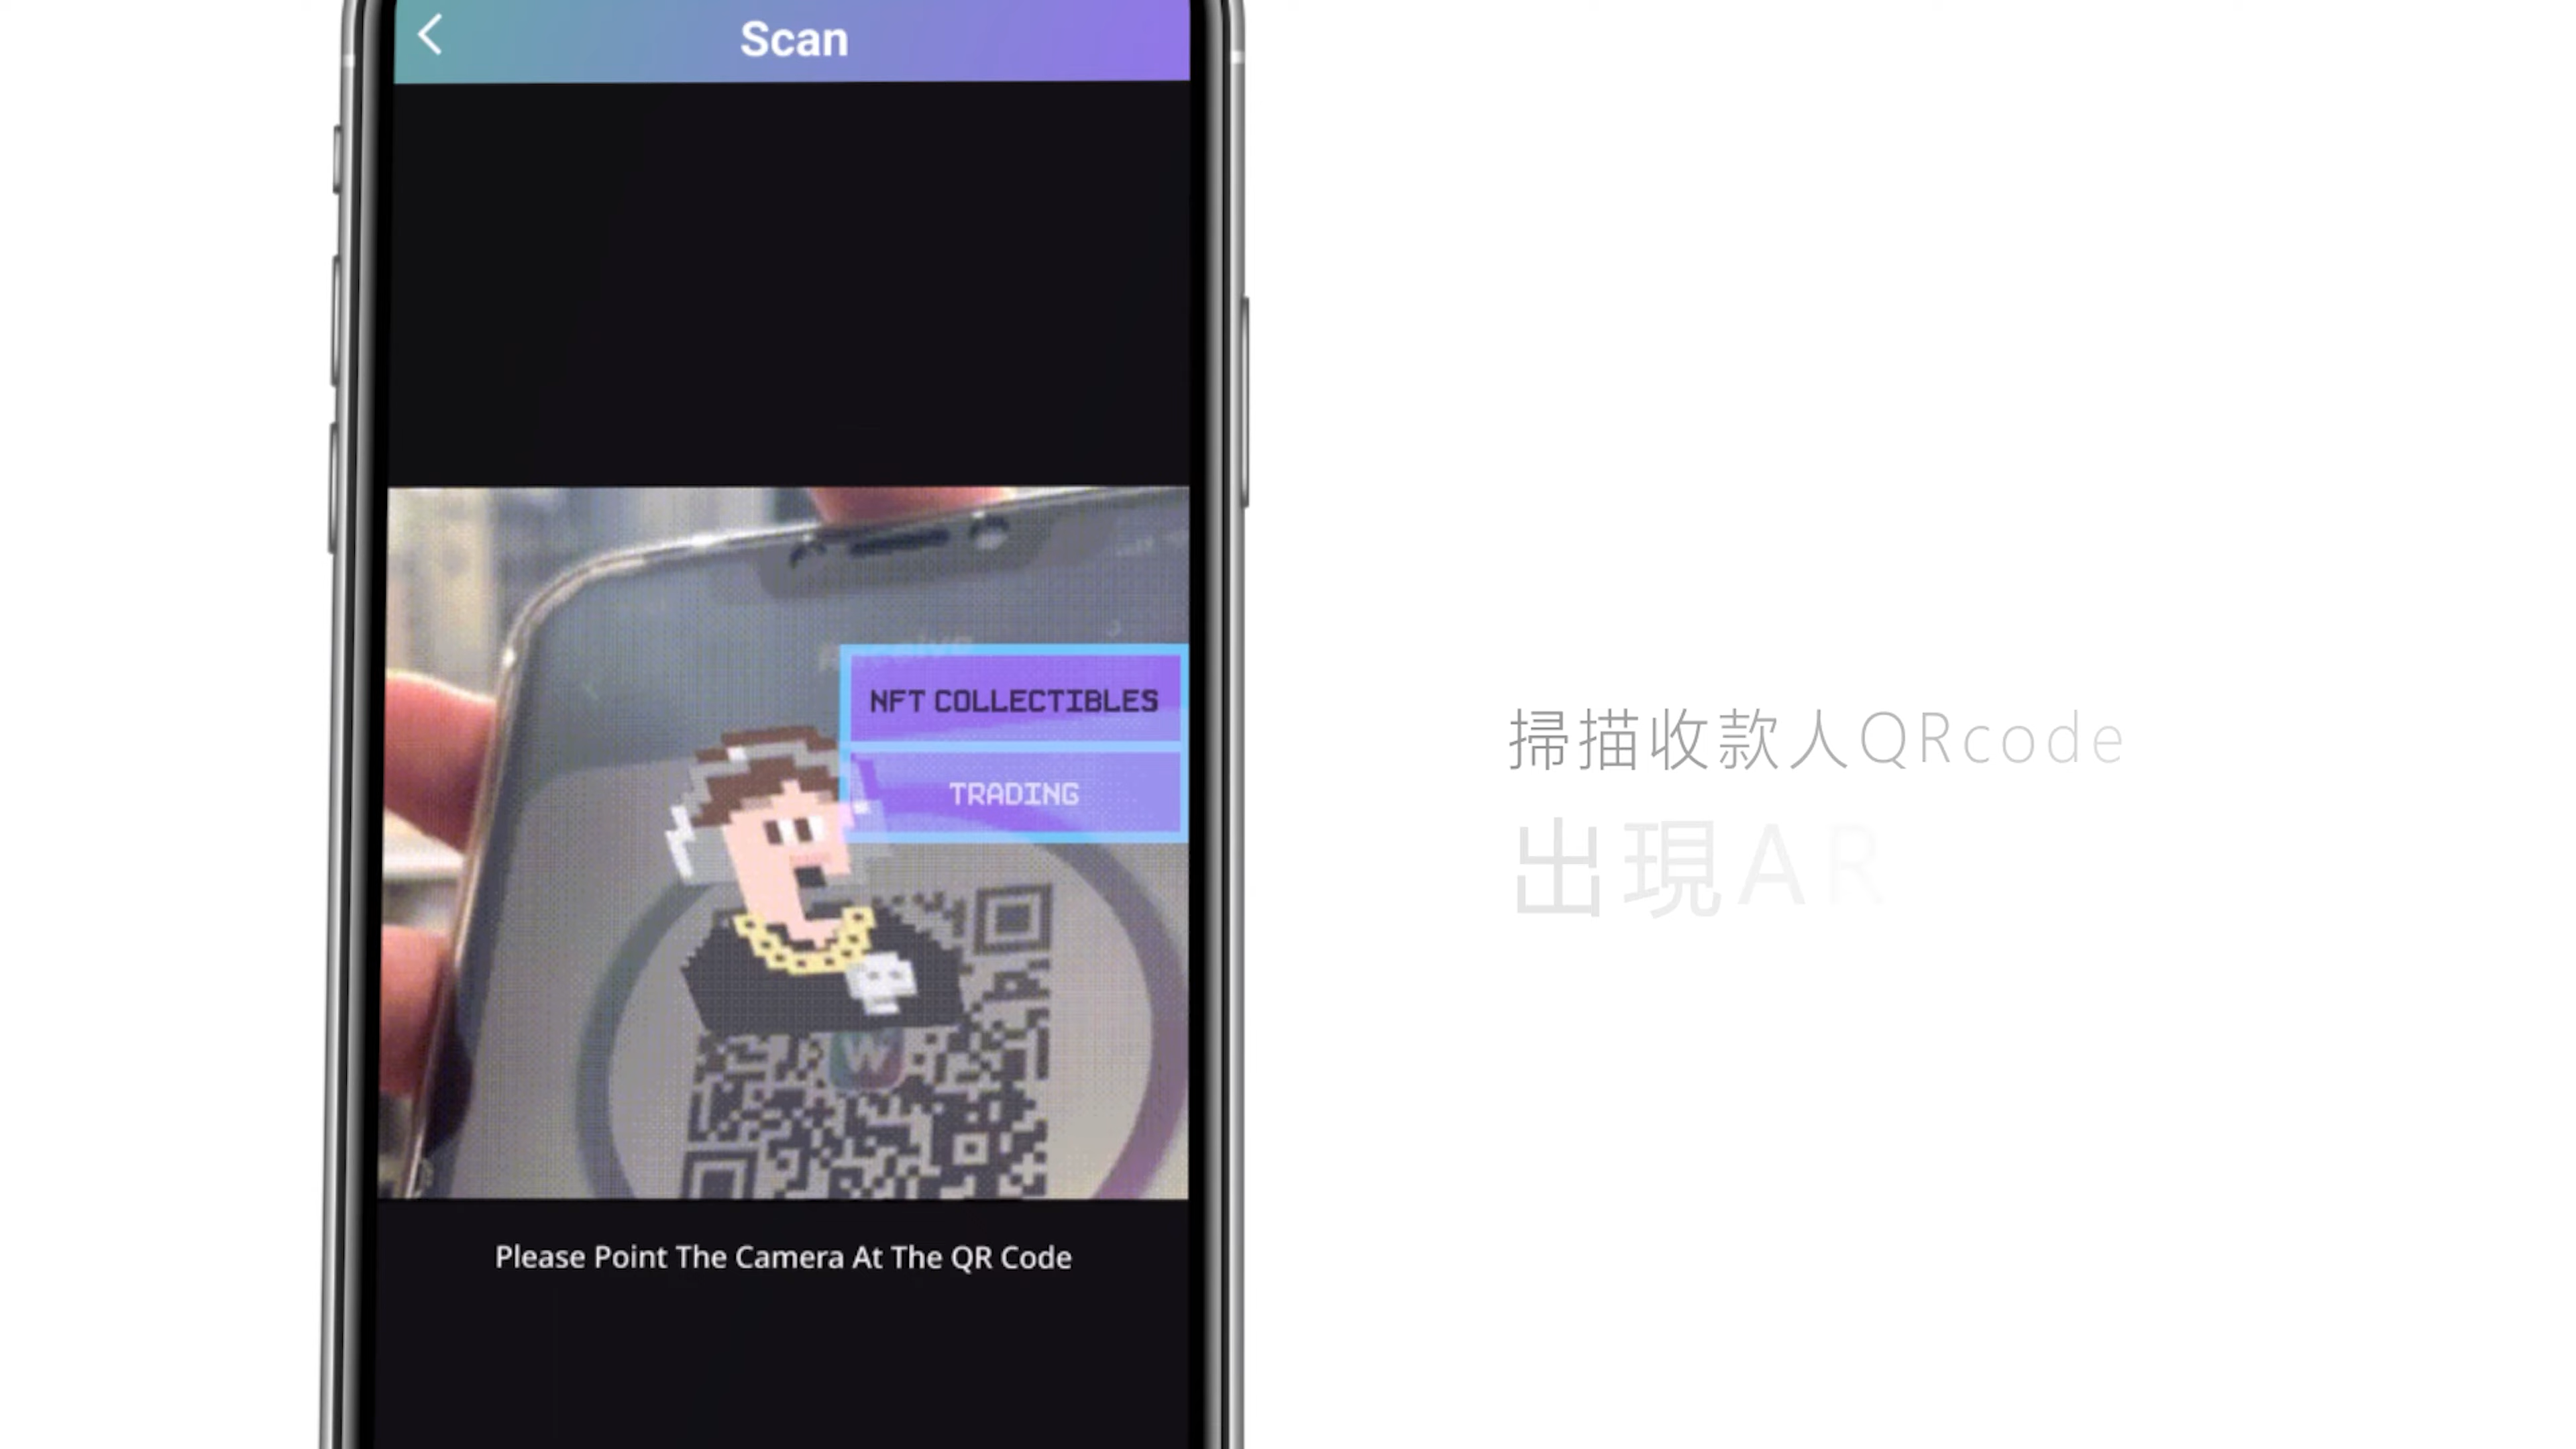 Scan
NFT COLLECTIBLES
TRADING
W
Please Point The Camera At The QR Code
掃描收款人QRcode
出現AR